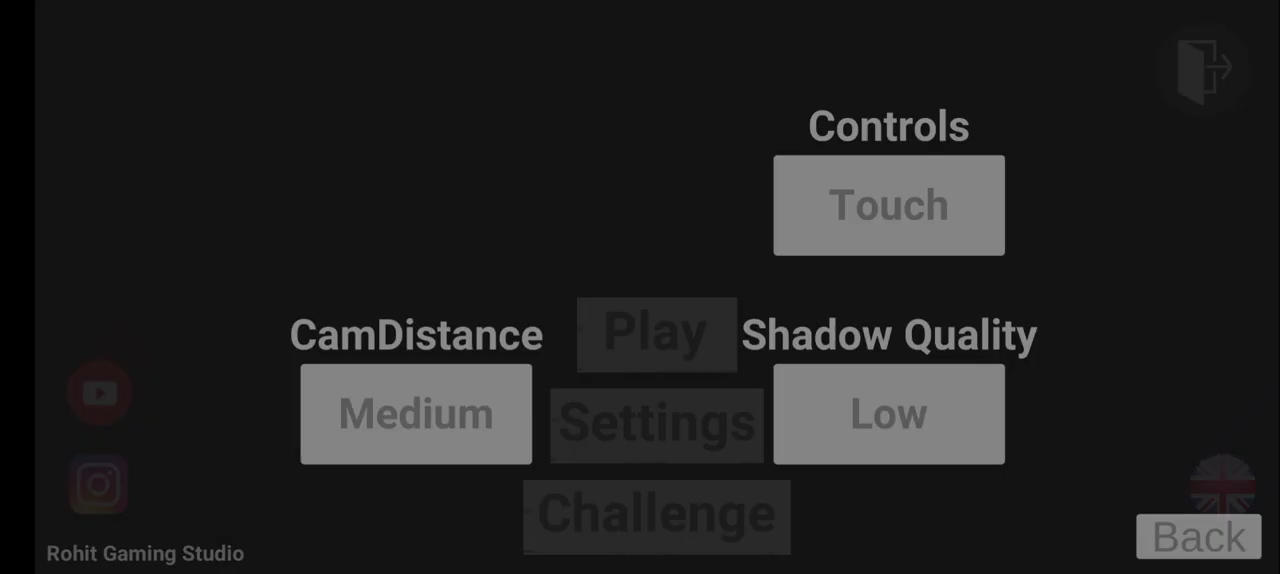 Controls
Touch
CamDistance
Play
Shadow Quality
Medium
Settings
Low
Challenge
Back
Rohit Gaming Studio